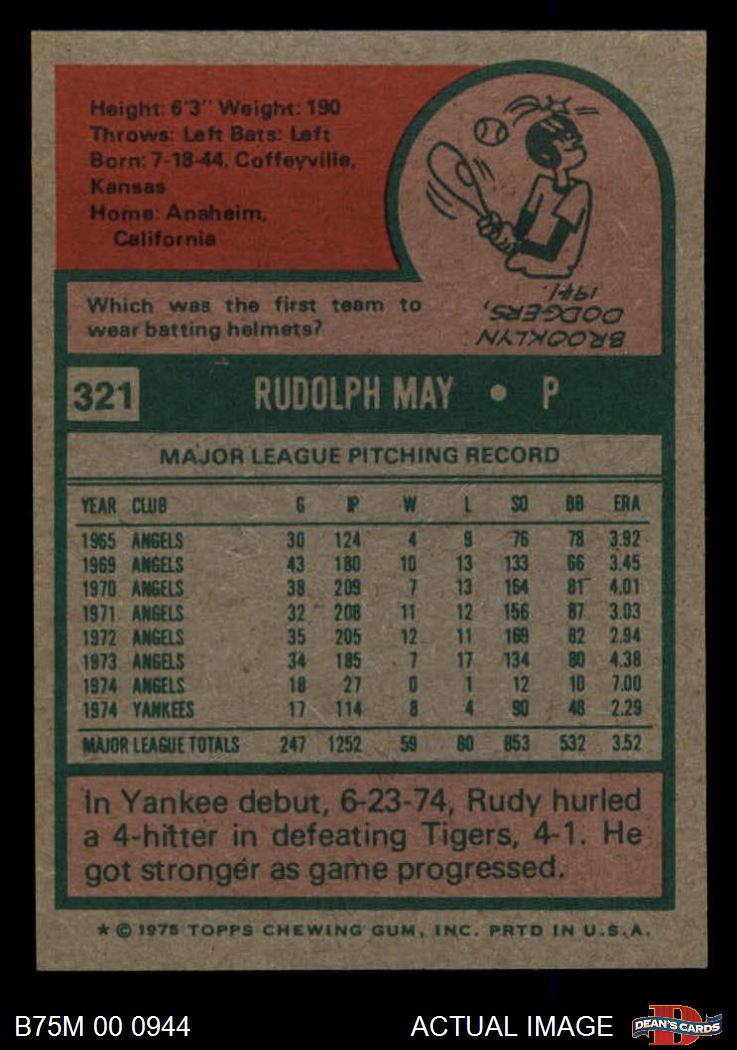 Height: 6'3" Weight: 190
Throws: Left Bats: Left
Born: 7-18-44, Coffeyville,
Kansas
Home: Anaheim,
California
Which was the first team to
wear batting helmets?
BROOKLYN
DODGERS,
1941.
321 RUDOLPH MAY • P
MAJOR LEAGUE PITCHING RECORD
YEAR CLUB G IP W L SO BB ERA
1965 ANGELS 30 124 4 9 76 78 3.92
1969 ANGELS 43 180 10 13 133 66 3.45
1970 ANGELS 38 209 7 13 164 81 4.01
1971 ANGELS 32 208 11 12 156 87 3.03
1972 ANGELS 35 205 12 11 169 82 2.94
1973 ANGELS 34 185 7 17 134 80 4.38
1974 ANGELS 18 27 0 1 12 10 7.00
1974 YANKEES 17 114 8 4 90 48 2.29
MAJOR LEAGUE TOTALS 247 1252 59 80 853 532 3.52
In Yankee debut, 6-23-74, Rudy hurled
a 4-hitter in defeating Tigers, 4-1. He
got stronger as game progressed.
* © 1975 TOPPS CHEWING GUM, INC. PRTD IN U.S.A.
B75M 00 0944 ACTUAL IMAGE D DEAN'S CARDS